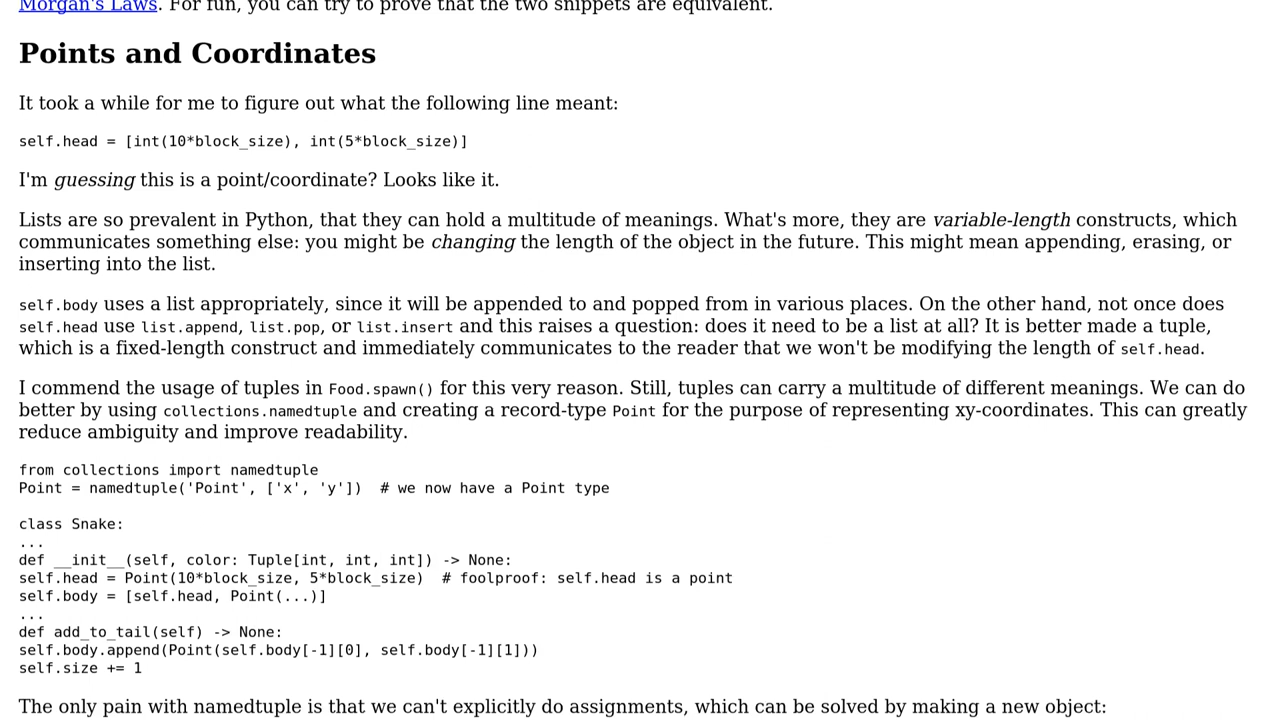 Morgan's Laws. For fun, you can try to prove that the two snippets are equivalent.
Points and Coordinates
It took a while for me to figure out what the following line meant:
self.head = [int(10*block_size), int(5*block_size)]
I'm guessing this is a point/coordinate? Looks like it.
Lists are so prevalent in Python, that they can hold a multitude of meanings. What's more, they are variable-length constructs, which
communicates something else: you might be changing the length of the object in the future. This might mean appending, erasing, or
inserting into the list.
self.body uses a list appropriately, since it will be appended to and popped from in various places. On the other hand, not once does
self.head use list.append, list.pop, or list.insert and this raises a question: does it need to be a list at all? It is better made a tuple,
which is a fixed-length construct and immediately communicates to the reader that we won't be modifying the length of self.head.
I commend the usage of tuples in Food.spawn() for this very reason. Still, tuples can carry a multitude of different meanings. We can do
better by using collections.namedtuple and creating a record-type Point for the purpose of representing xy-coordinates. This can greatly
reduce ambiguity and improve readability.
from collections import namedtuple
Point = namedtuple('Point', ['x', 'y'])  # we now have a Point type
class Snake:
...
def __init__(self, color: Tuple[int, int, int]) -> None:
self.head = Point(10*block_size, 5*block_size)  # foolproof: self.head is a point
self.body = [self.head, Point(...)]
...
def add_to_tail(self) -> None:
self.body.append(Point(self.body[-1][0], self.body[-1][1]))
self.size += 1
The only pain with namedtuple is that we can't explicitly do assignments, which can be solved by making a new object: